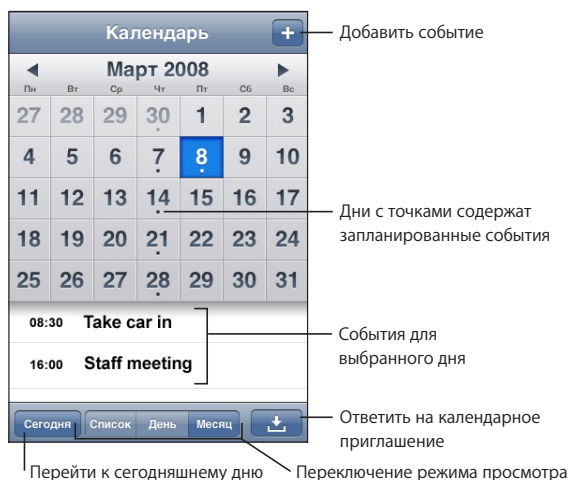 Календарь
+
Добавить событие
Март 2008
Пн Вт Ср Чт Пт Сб Вс
27 28 29 30 1 2 3
4 5 6 7 8 9 10
11 12 13 14 15 16 17
Дни с точками содержат
запланированные события
18 19 20 21 22 23 24
25 26 27 28 29 30 31
08:30 Take car in
16:00 Staff meeting
События для
выбранного дня
Сегодня Список День Месяц
Ответить на календарное
приглашение
Перейти к сегодняшнему дню
Переключение режима просмотра